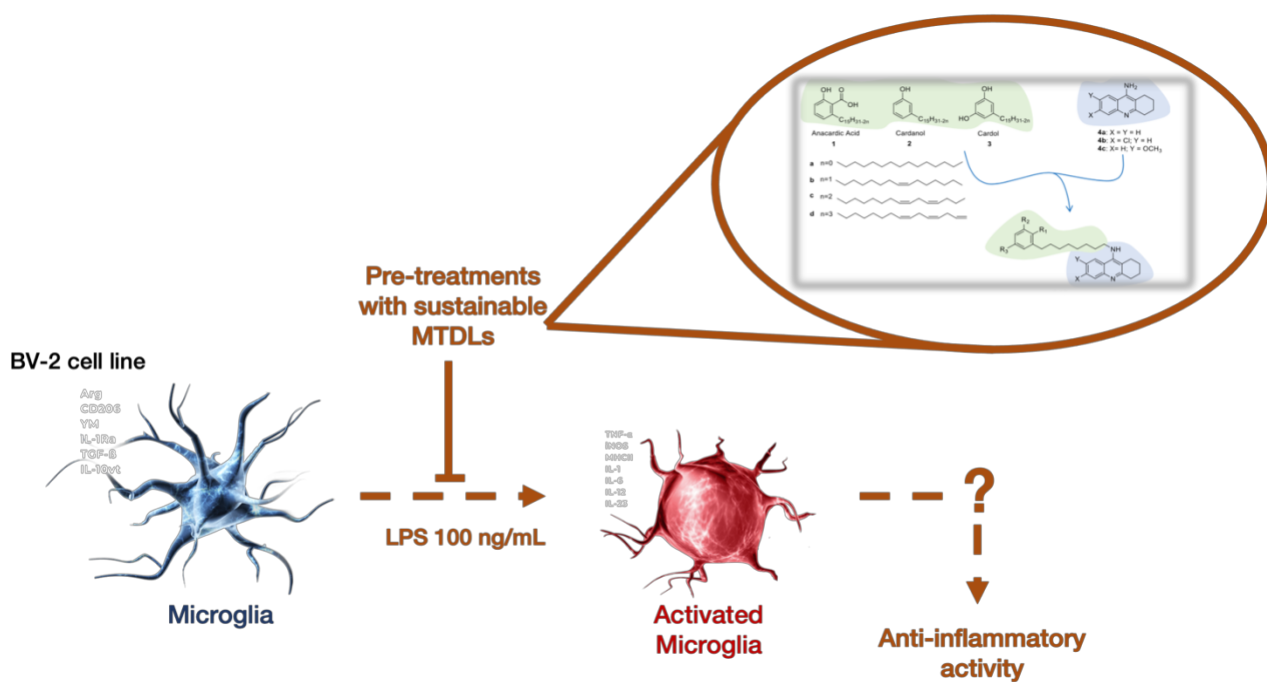 OH
O
OH
C₁₅H₃₁₋₂ₙ
Anacardic Acid
1
OH
C₁₅H₃₁₋₂ₙ
Cardanol
2
OH
HO
C₁₅H₃₁₋₂ₙ
Cardol
3
NH₂
Y
X
N
4a: X = Y = H
4b: X = Cl; Y = H
4c: X= H; Y = OCH₃
a n=0
b n=1
c n=2
d n=3
R₂
R₁
R₃
NH
Y
X
N
Pre-treatments
with sustainable
MTDLs
BV-2 cell line
Arg
CD206
YM
IL-1Ra
TGF-B
IL-10yt
TNF-α
iNOS
MHCII
IL-1
IL-6
IL-12
IL-23
?
LPS 100 ng/mL
Microglia
Activated
Microglia
Anti-inflammatory
activity